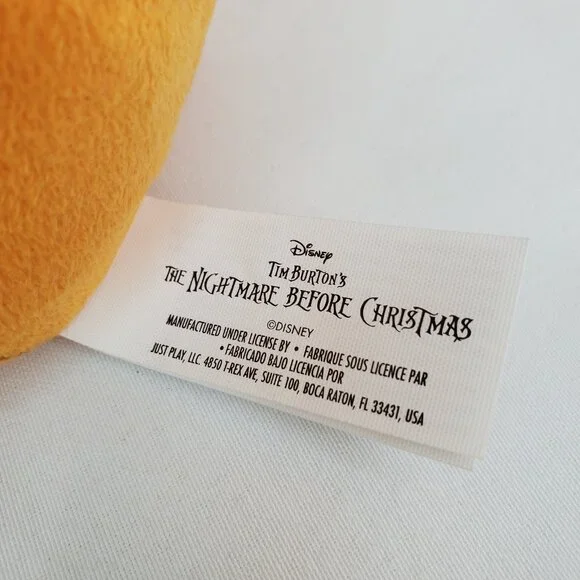 Disney
TIM BURTON'S
THE NIGHTMARE BEFORE CHRISTMAS
©DISNEY
MANUFACTURED UNDER LICENSE BY • FABRIQUE SOUS LICENCE PAR
• FABRICADO BAJO LICENCIA POR
JUST PLAY, LLC. 4850 T-REX AVE, SUITE 100, BOCA RATON, FL 33431, USA